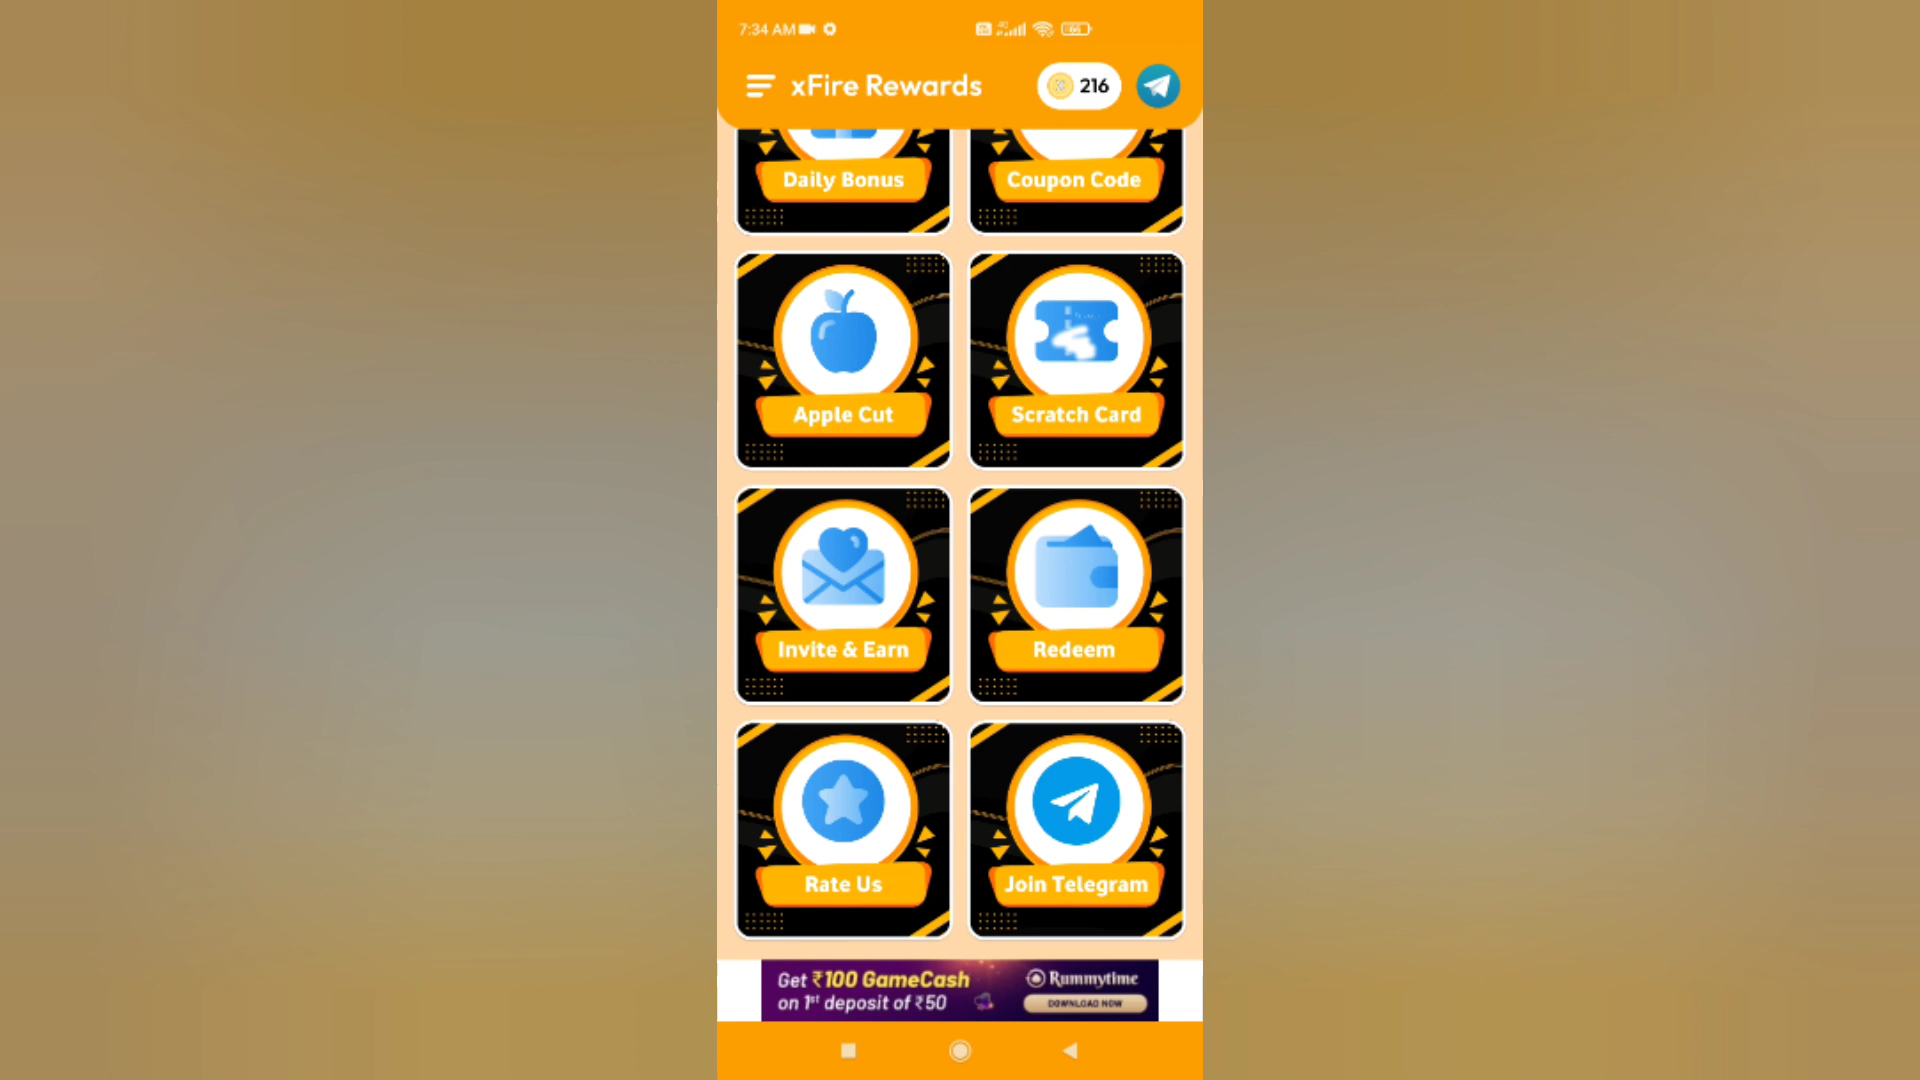 7:34 AM
xFire Rewards
216
Daily Bonus
Coupon Code
Apple Cut
Scratch Card
Invite & Earn
Redeem
Rate Us
Join Telegram
Get ₹100 GameCash
on 1st deposit of ₹50
Rummytime
DOWNLOAD NOW